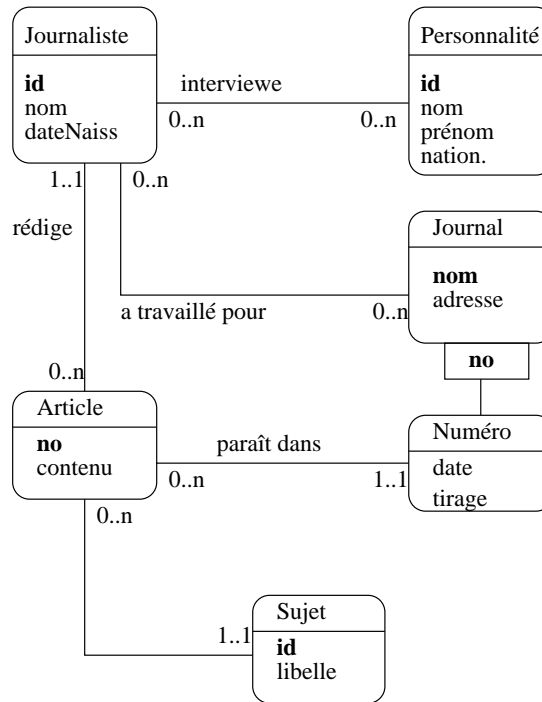 Journaliste
id
nom
dateNaiss
interviewe
0..n
0..n
Personnalité
id
nom
prénom
nation.
1..1
0..n
rédige
a travaillé pour
0..n
Journal
nom
adresse
no
0..n
Article
no
contenu
paraît dans
0..n
1..1
Numéro
date
tirage
0..n
1..1
Sujet
id
libelle